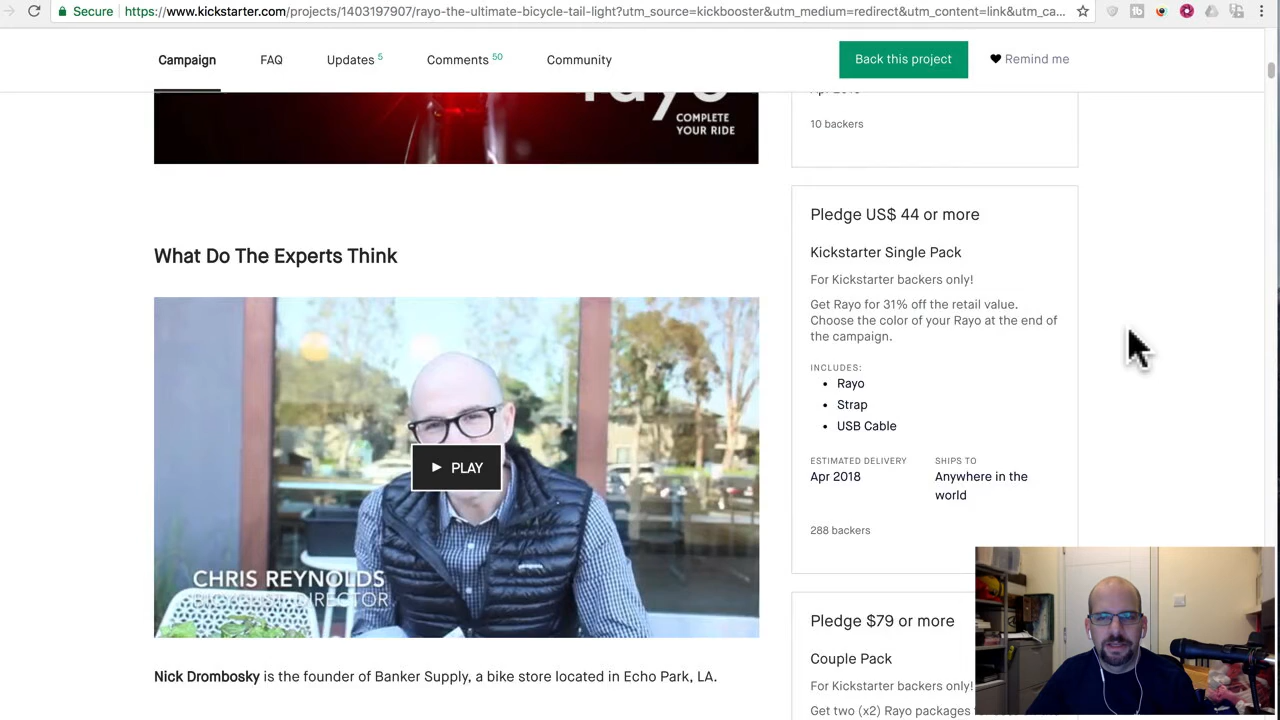 Secure
https://www.kickstarter.com/projects/1403197907/rayo-the-ultimate-bicycle-tail-light?utm_source=kickbooster&utm_medium=redirect&utm_content=link&utm_ca...
Campaign
FAQ
Updates 5
Comments 50
Community
Back this project
Remind me
rayo
COMPLETE
YOUR RIDE
What Do The Experts Think
PLAY
CHRIS REYNOLDS
Nick Drombosky is the founder of Banker Supply, a bike store located in Echo Park, LA.
Apr 2018
10 backers
Pledge US$ 44 or more
Kickstarter Single Pack
For Kickstarter backers only!
Get Rayo for 31% off the retail value.
Choose the color of your Rayo at the end of
the campaign.
INCLUDES:
• Rayo
• Strap
• USB Cable
ESTIMATED DELIVERY
Apr 2018
SHIPS TO
Anywhere in the
world
288 backers
Pledge $79 or more
Couple Pack
For Kickstarter backers only!
Get two (x2) Rayo packages